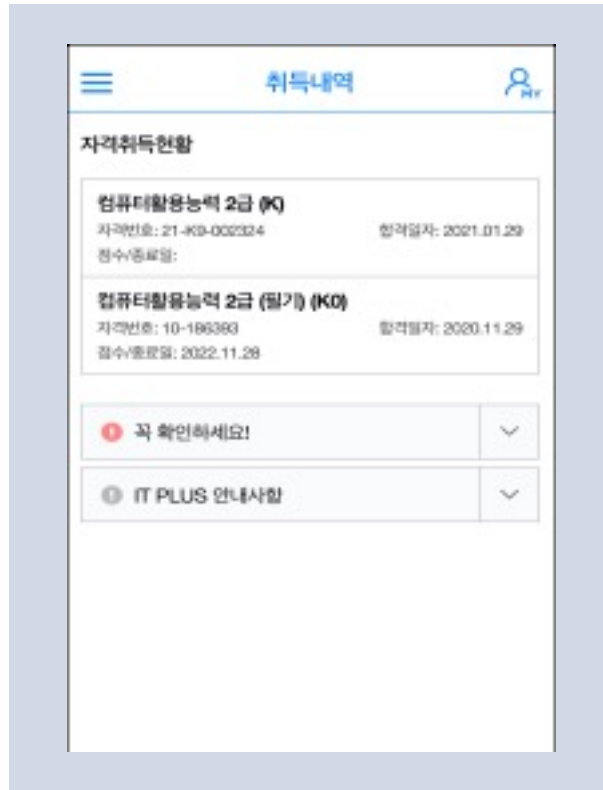 취득내역
MY
자격취득현황
컴퓨터활용능력 2급 (K)
자격번호: 21-K9-002324 합격일자: 2021.01.29
점수/종료일:
컴퓨터활용능력 2급 (필기) (K0)
자격번호: 10-186393 합격일자: 2020.11.29
점수/종료일: 2022.11.28
꼭 확인하세요!
IT PLUS 안내사항